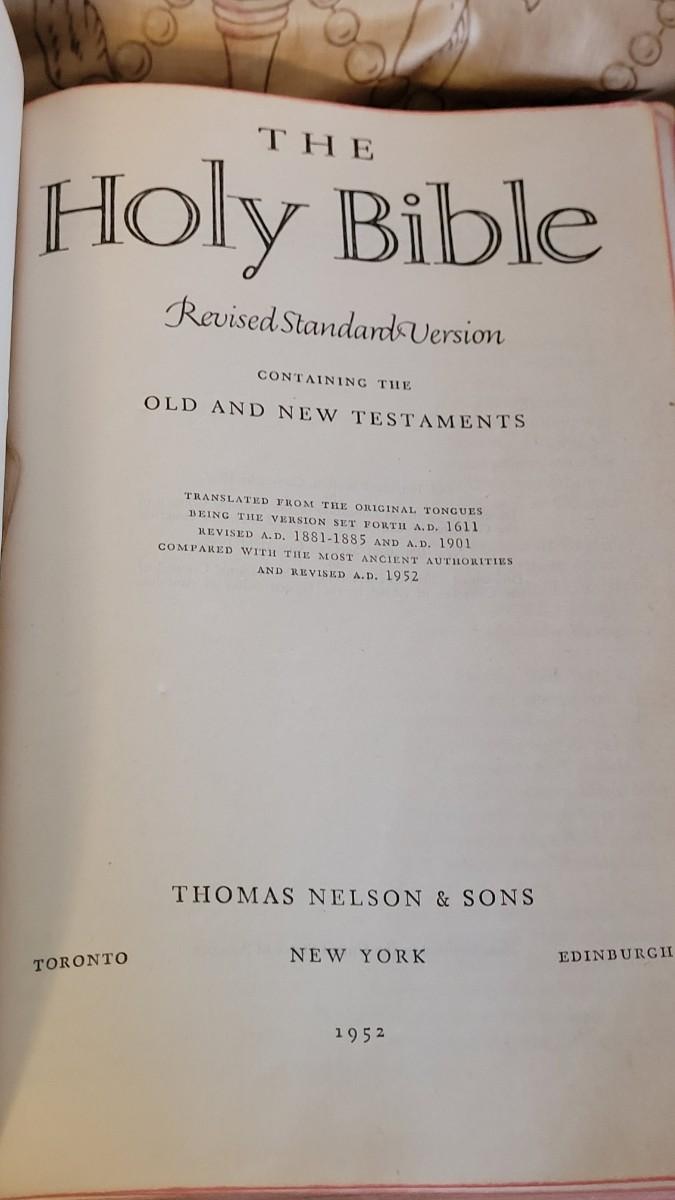 THE
Holy Bible
Revised Standard Version
CONTAINING THE
OLD AND NEW TESTAMENTS
TRANSLATED FROM THE ORIGINAL TONGUES
BEING THE VERSION SET FORTH A.D. 1611
REVISED A.D. 1881-1885 AND A.D. 1901
COMPARED WITH THE MOST ANCIENT AUTHORITIES
AND REVISED A.D. 1952
THOMAS NELSON & SONS
TORONTO NEW YORK EDINBURGH
1952